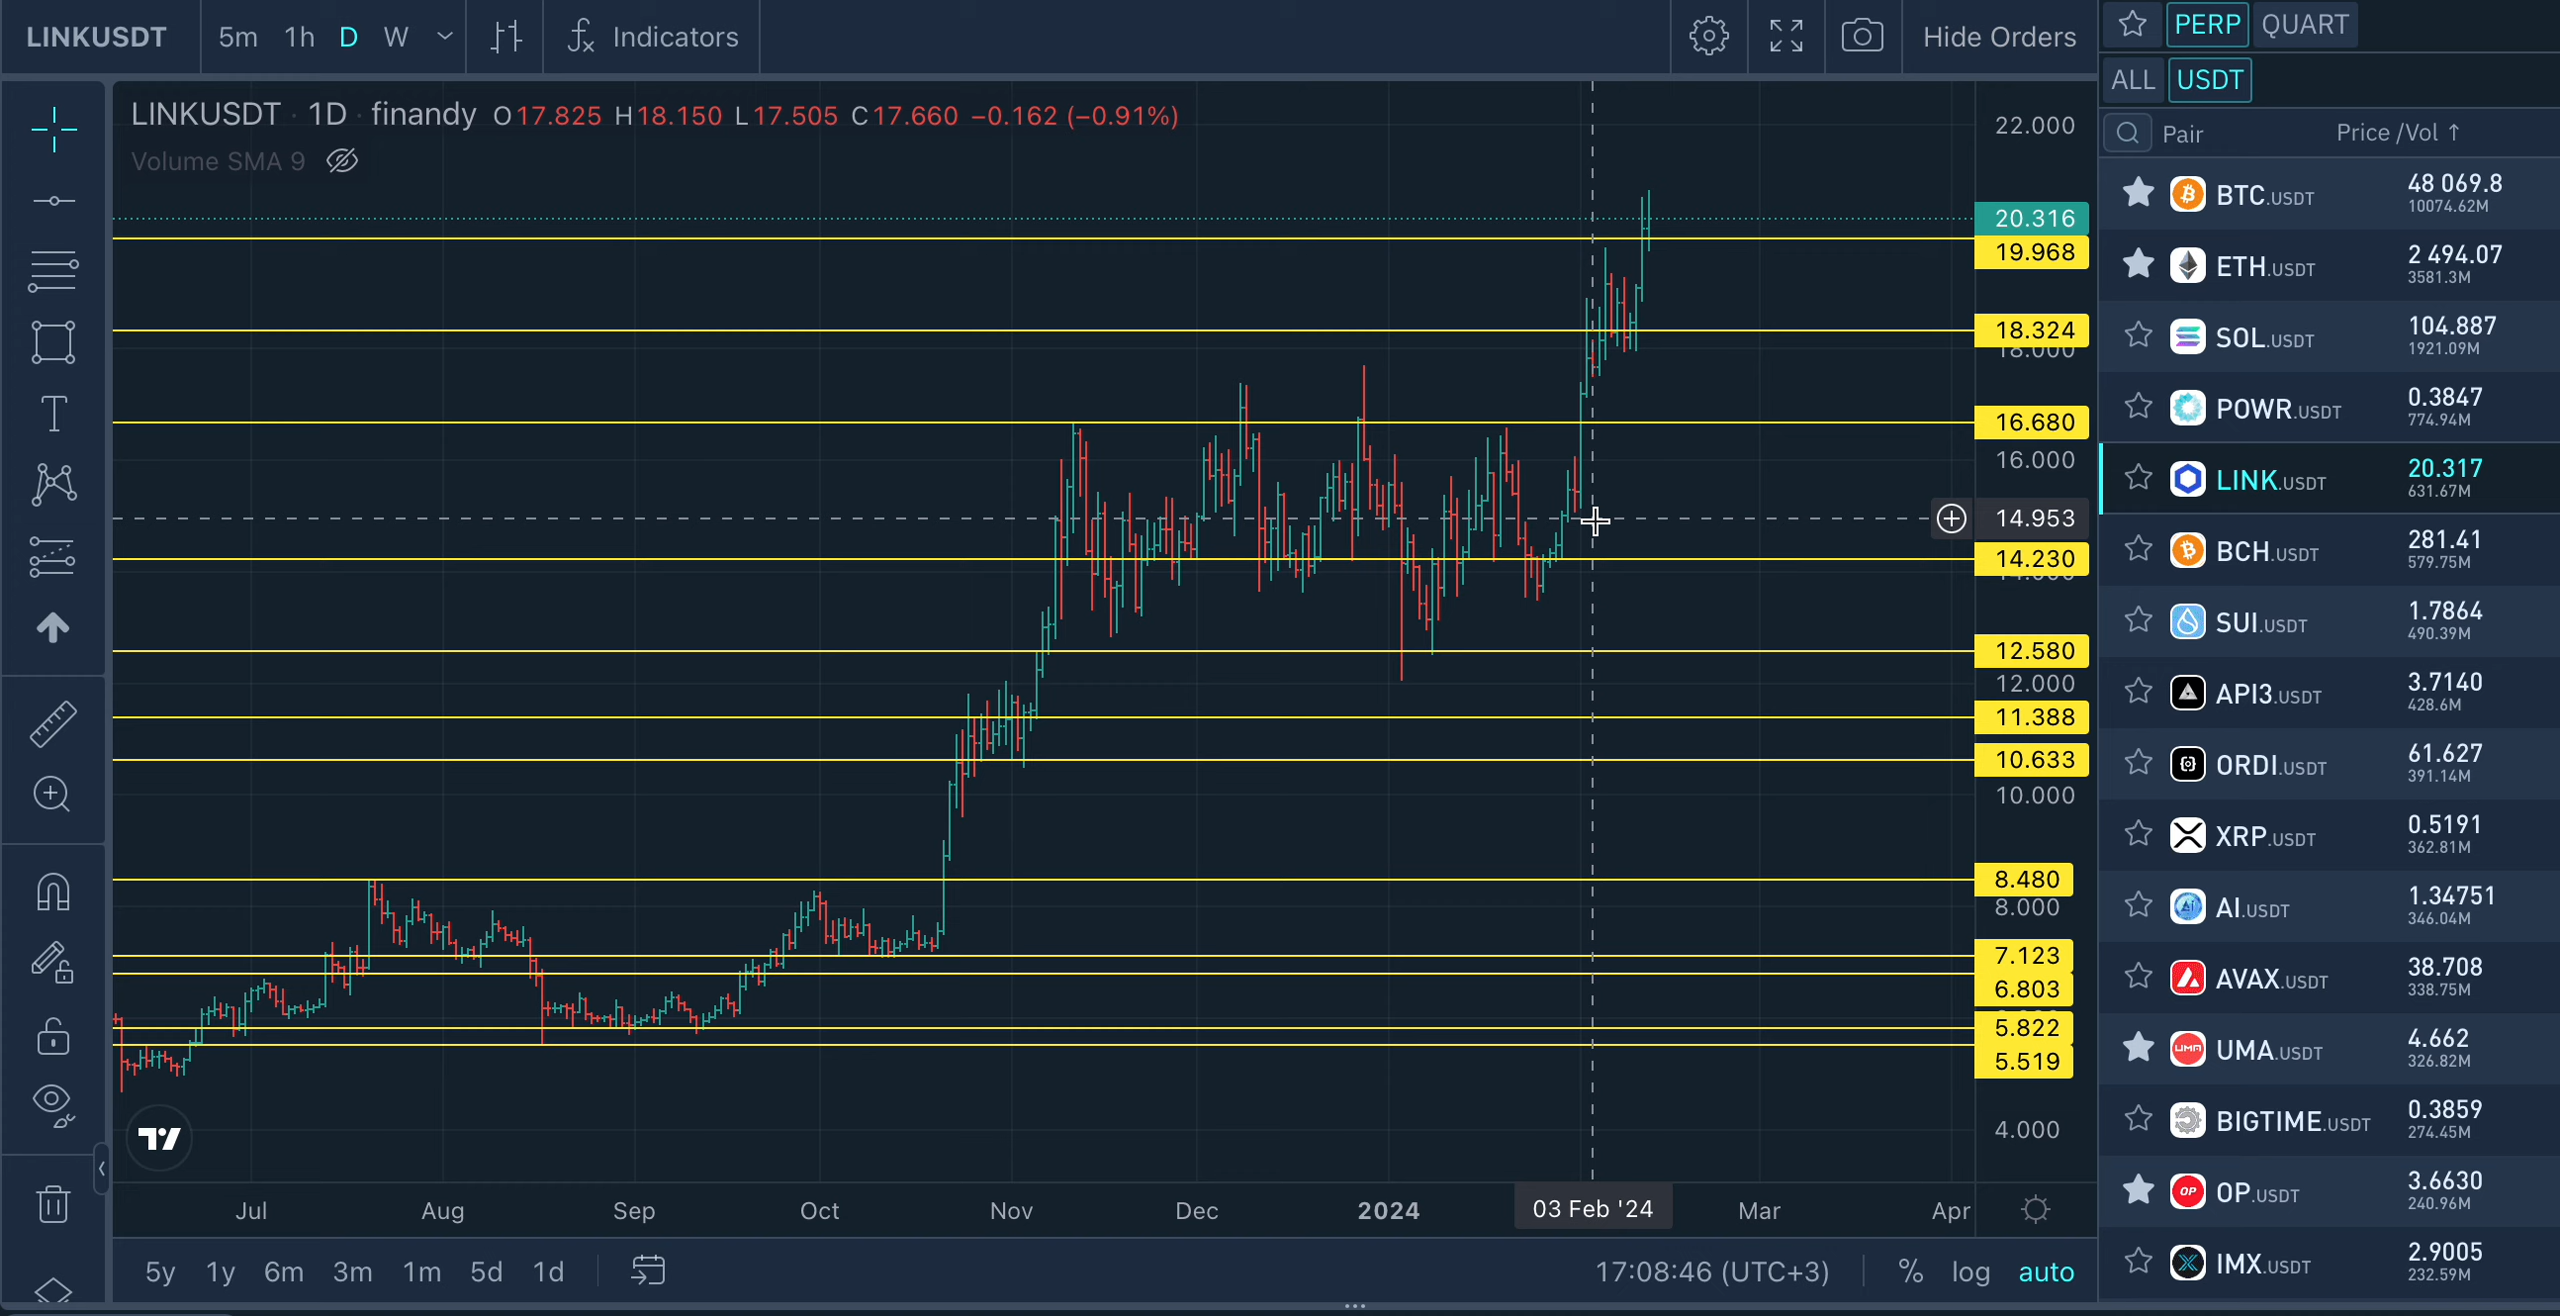 LINKUSDT 5m 1h D W Indicators Hide Orders
LINKUSDT · 1D · finandy O17.825 H18.150 L17.505 C17.660 −0.162 (−0.91%)
Volume SMA 9
22.000
20.316
19.968
18.324
18.000
16.680
16.000
14.953
14.230
14.000
12.580
12.000
11.388
10.633
10.000
8.480
8.000
7.123
6.803
5.822
5.519
4.000
Jul Aug Sep Oct Nov Dec 2024 03 Feb '24 Mar Apr
5y 1y 6m 3m 1m 5d 1d 17:08:46 (UTC+3) % log auto
PERP QUART
ALL USDT
Pair Price /Vol ↑
BTC.USDT 48 069.8
10074.62M
ETH.USDT 2 494.07
3581.3M
SOL.USDT 104.887
1921.09M
POWR.USDT 0.3847
774.94M
LINK.USDT 20.317
631.67M
BCH.USDT 281.41
579.75M
SUI.USDT 1.7864
490.39M
API3.USDT 3.7140
428.6M
ORDI.USDT 61.627
391.14M
XRP.USDT 0.5191
362.81M
Ai
AI.USDT 1.34751
346.04M
AVAX.USDT 38.708
338.75M
UMA
UMA.USDT 4.662
326.82M
BIGTIME.USDT 0.3859
274.45M
OP
OP.USDT 3.6630
240.96M
IMX.USDT 2.9005
232.59M